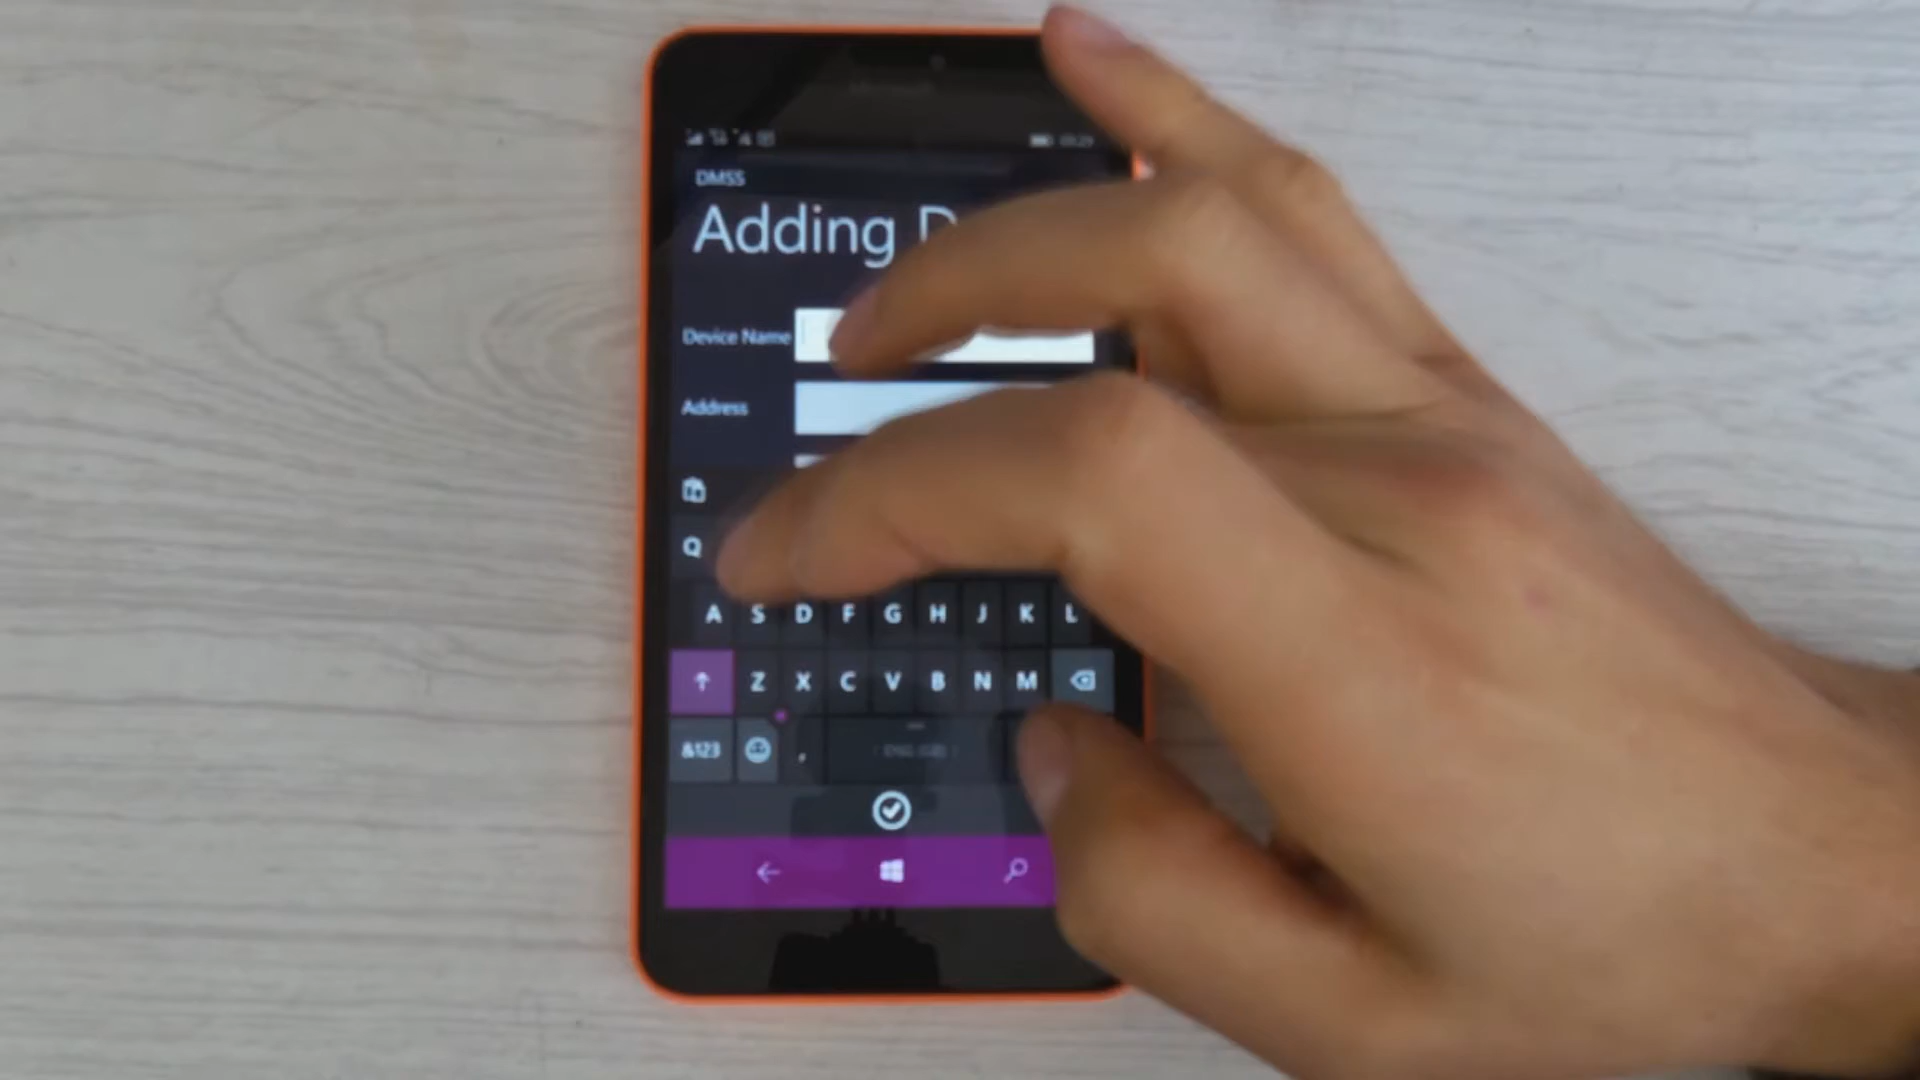 DMSS
Adding D
Device Name
Address
Q
A S D F G H J K L
Z X C V B N M
&123 ,